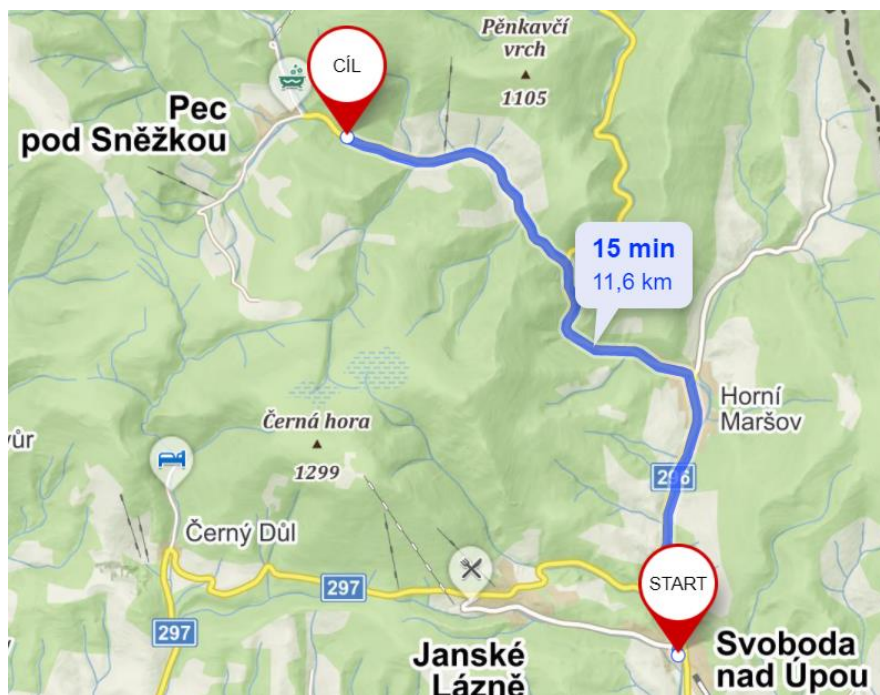 Pěnkavčí
vrch
1105
CÍL
Pec
pod Sněžkou
15 min
11,6 km
Horní
Maršov
Černá hora
1299
296
Černý Důl
297
297
START
Janské
Lázně
Svoboda
nad Úpou